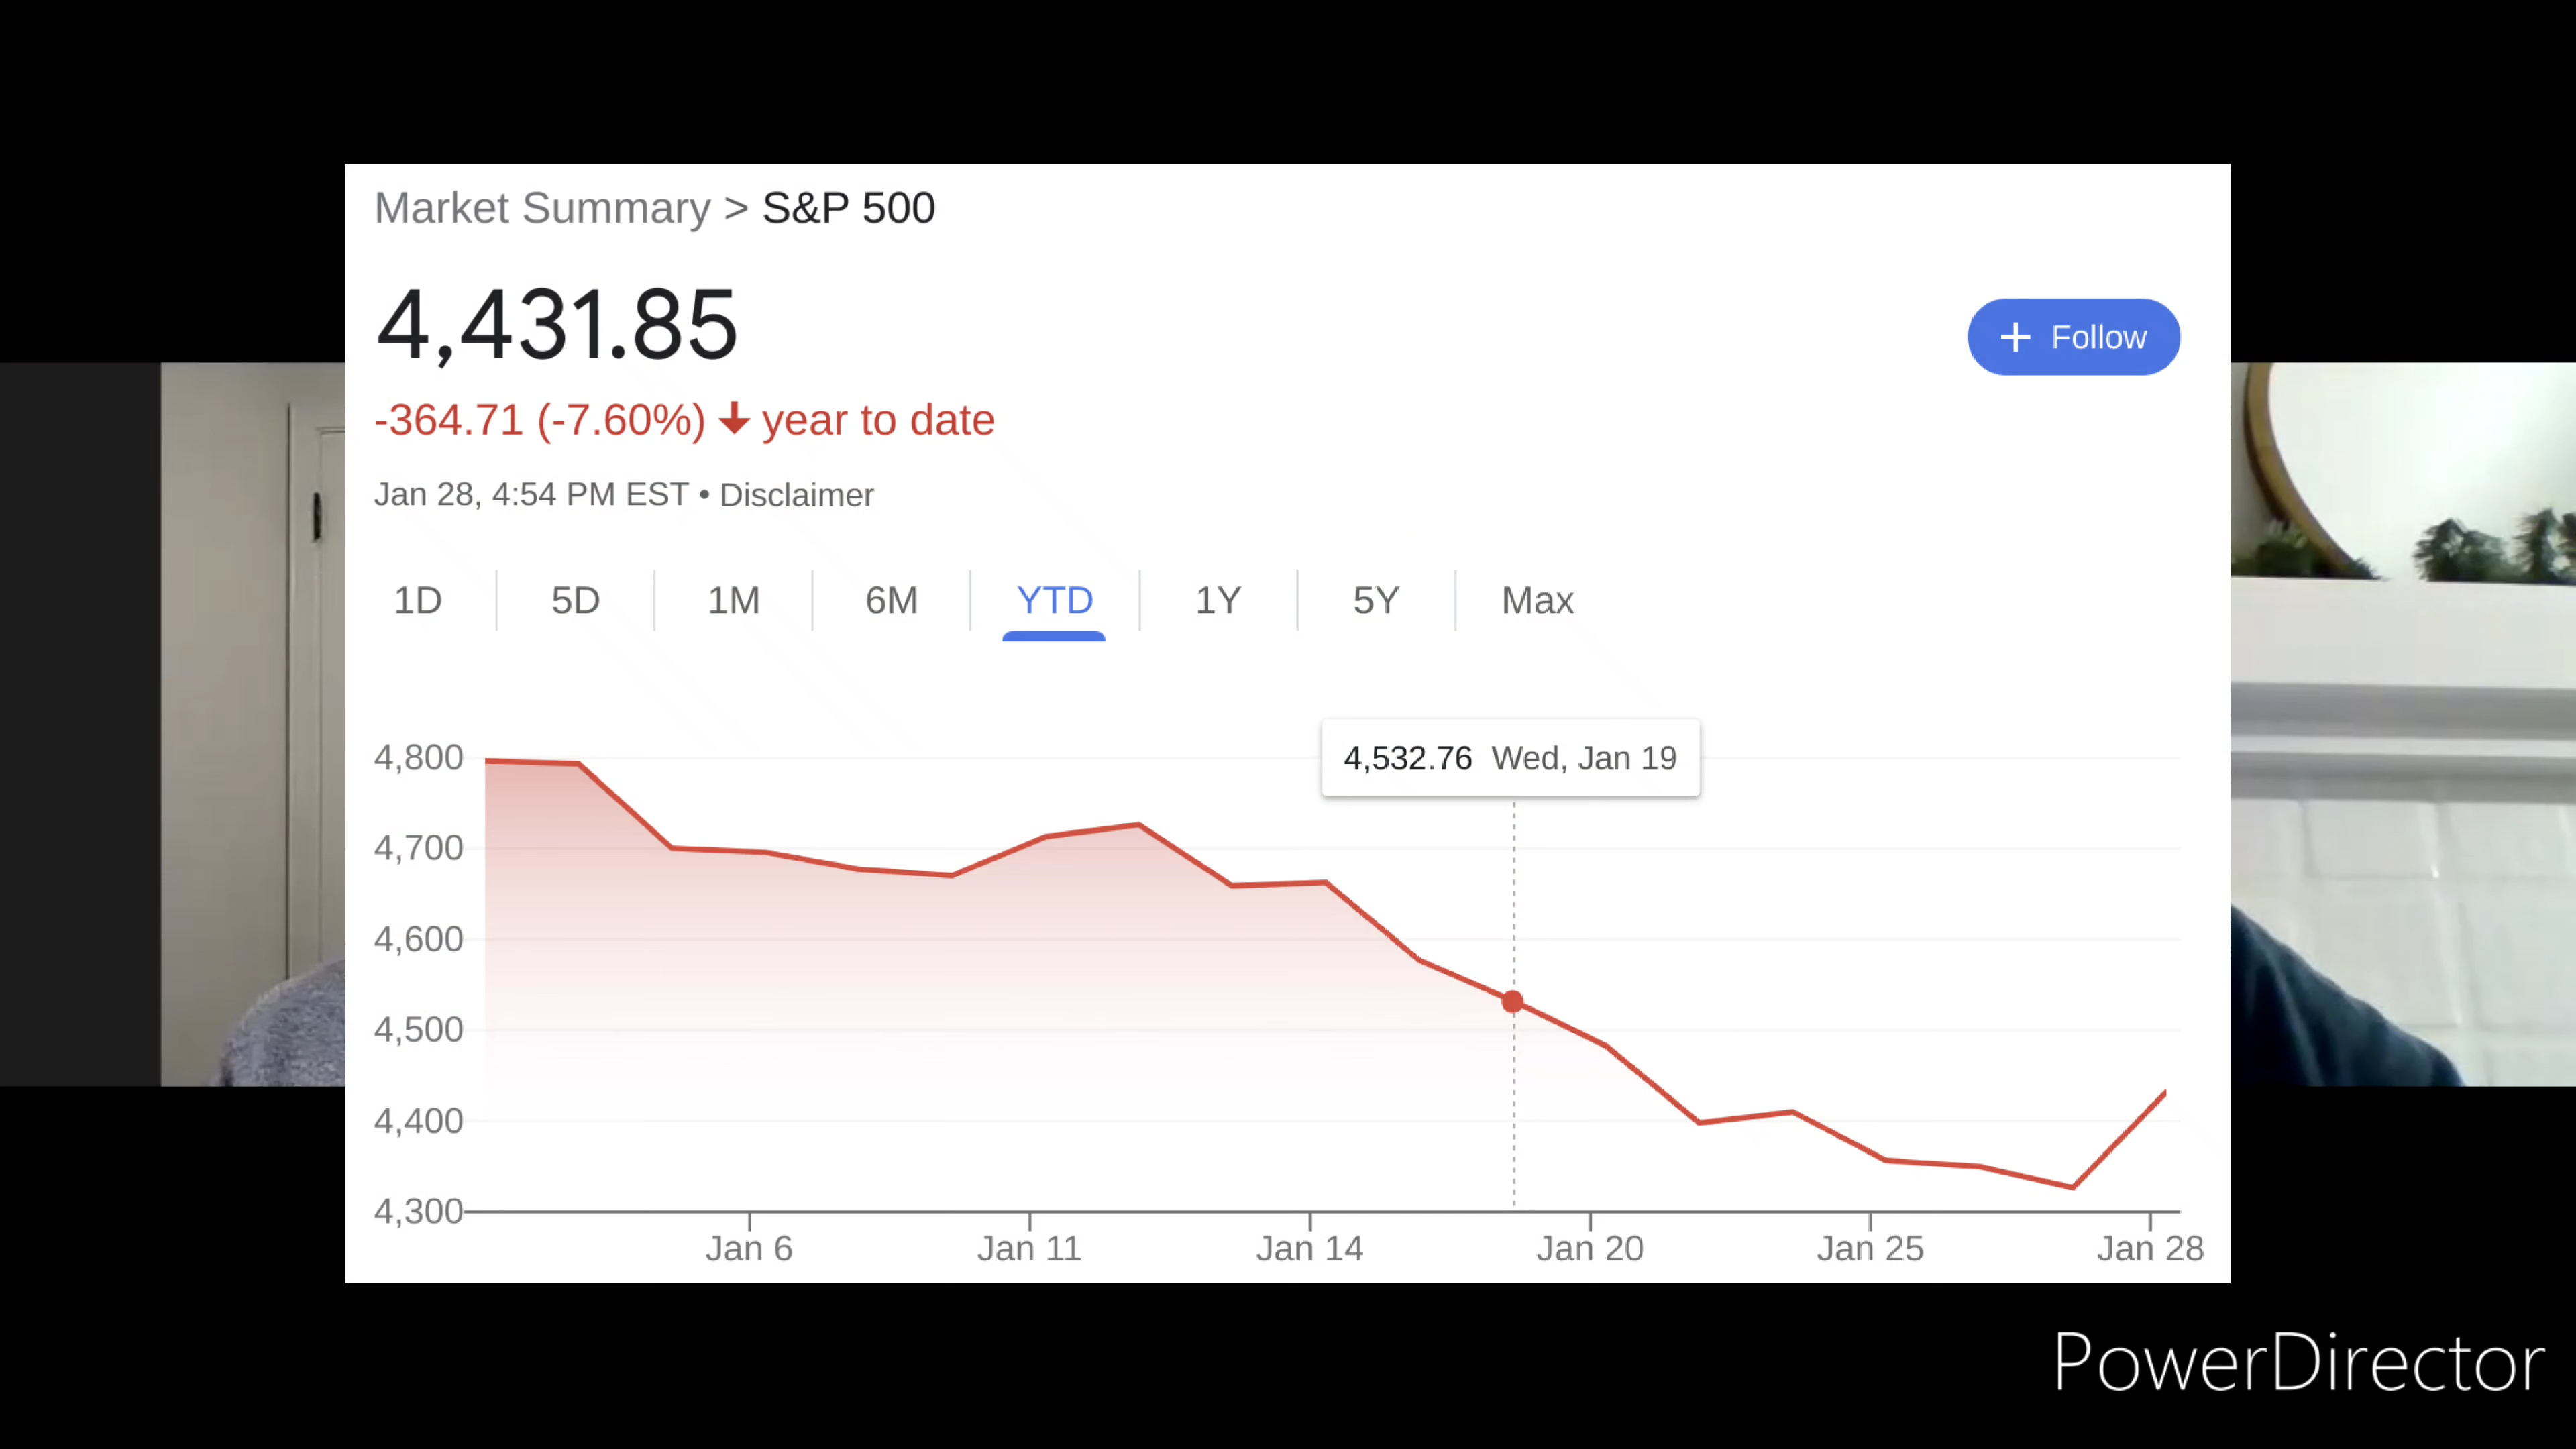 Market Summary > S&P 500
4,431.85
+ Follow
-364.71 (-7.60%) ↓ year to date
Jan 28, 4:54 PM EST • Disclaimer
1D 5D 1M 6M YTD 1Y 5Y Max
4,532.76 Wed, Jan 19
4,800
4,700
4,600
4,500
4,400
4,300
Jan 6 Jan 11 Jan 14 Jan 20 Jan 25 Jan 28
PowerDirector